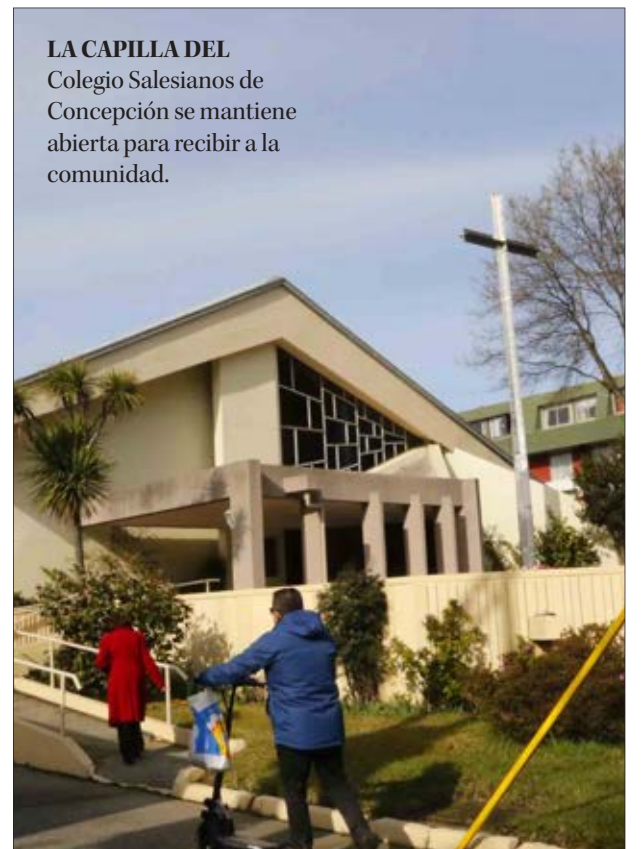 LA CAPILLA DEL
Colegio Salesianos de
Concepción se mantiene
abierta para recibir a la
comunidad.